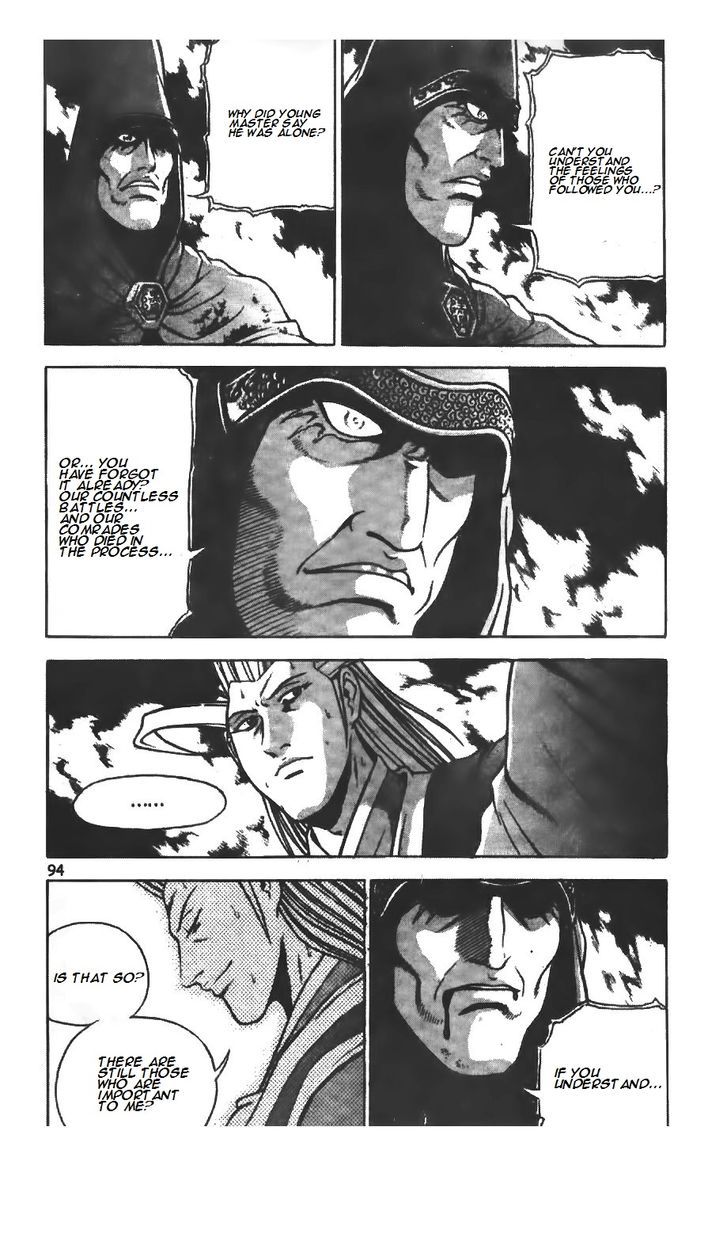 WHY DID YOUNG
MASTER SAY
HE WAS ALONE?
CAN'T YOU
UNDERSTAND
THE FEELINGS
OF THOSE WHO
FOLLOWED YOU...?
OR... YOU
HAVE FORGOT
IT ALREADY?
OUR COUNTLESS
BATTLES...
AND OUR
COMRADES
WHO DIED IN
THE PROCESS...
......
94
IS THAT SO?
THERE ARE
STILL THOSE
WHO ARE
IMPORTANT
TO ME?
IF YOU
UNDERSTAND...